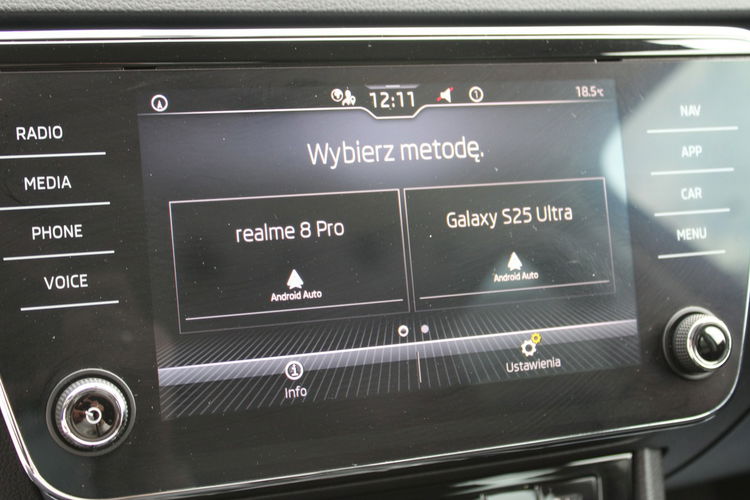 12:11
18.5°C
RADIO
MEDIA
PHONE
VOICE
Wybierz metodę.
realme 8 Pro
Android Auto
Galaxy S25 Ultra
Android Auto
Info
Ustawienia
NAV
APP
CAR
MENU